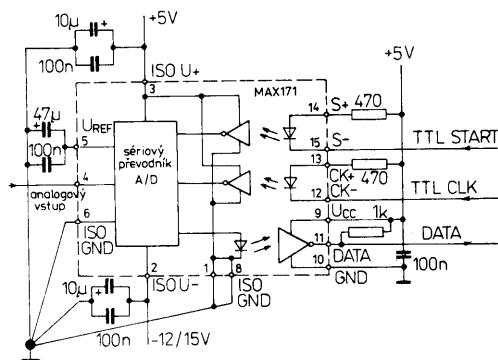 10µ +
+5V
100n
ISO U+
+5V
3
MAX171
14 S+ 470
47µ
+
U REF
15 S-
TTL START
100n
5
sériový
převodník
A/D
13
CK+
470
4
CK-
12
TTL CLK
analogový
vstup
6
ISO
GND
9 UCC
1k
11
DATA
DATA
10
GND
100n
2
1
8
10µ +
ISO U-
ISO
GND
100n
-12/15V